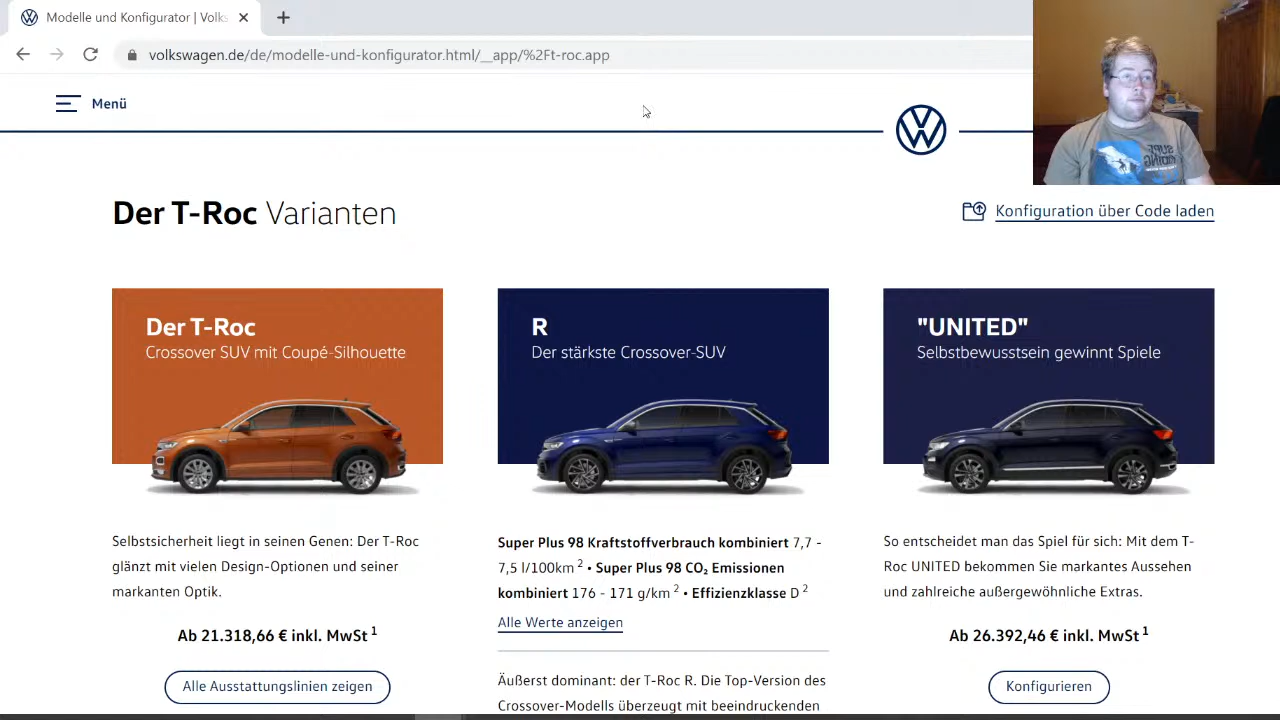 Modelle und Konfigurator | Volks
volkswagen.de/de/modelle-und-konfigurator.html/__app/%2Ft-roc.app
Menü
Der T-Roc Varianten
Konfiguration über Code laden
Der T-Roc
Crossover SUV mit Coupé-Silhouette
Selbstsicherheit liegt in seinen Genen: Der T-Roc
glänzt mit vielen Design-Optionen und seiner
markanten Optik.
Ab 21.318,66 € inkl. MwSt 1
Alle Ausstattungslinien zeigen
R
Der stärkste Crossover-SUV
Super Plus 98 Kraftstoffverbrauch kombiniert 7,7 -
7,5 l/100km 2 • Super Plus 98 CO₂ Emissionen
kombiniert 176 - 171 g/km 2 • Effizienzklasse D 2
Alle Werte anzeigen
Äußerst dominant: der T-Roc R. Die Top-Version des
Crossover-Modells überzeugt mit beeindruckenden
"UNITED"
Selbstbewusstsein gewinnt Spiele
So entscheidet man das Spiel für sich: Mit dem T-
Roc UNITED bekommen Sie markantes Aussehen
und zahlreiche außergewöhnliche Extras.
Ab 26.392,46 € inkl. MwSt 1
Konfigurieren